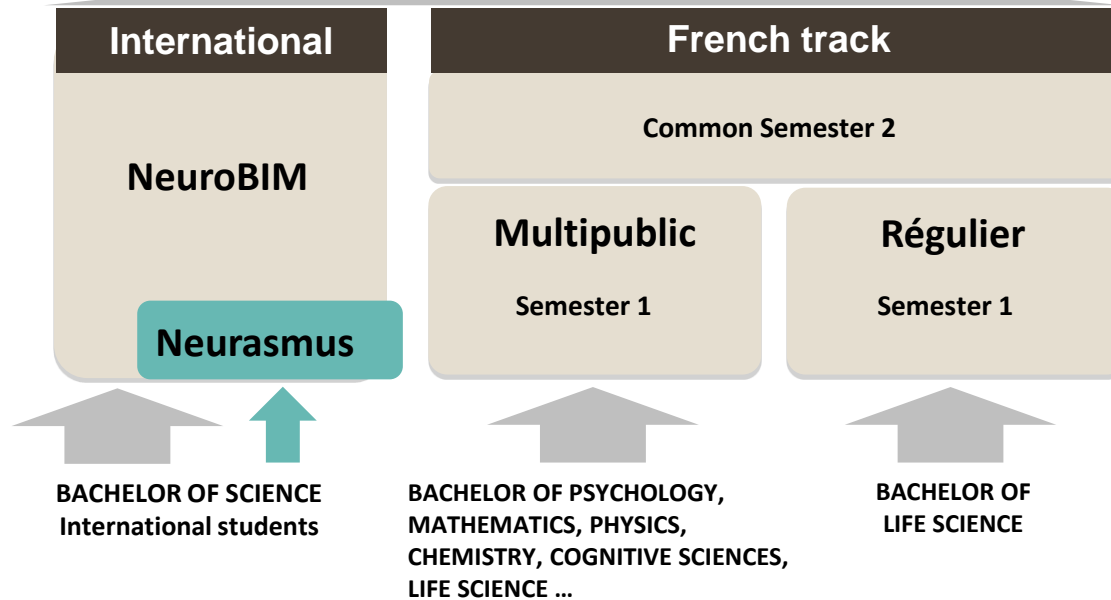 International
French track
Common Semester 2
NeuroBIM
Multipublic
Régulier
Semester 1
Semester 1
Neurasmus
BACHELOR OF SCIENCE
International students
BACHELOR OF PSYCHOLOGY,
MATHEMATICS, PHYSICS,
CHEMISTRY, COGNITIVE SCIENCES,
LIFE SCIENCE ...
BACHELOR OF
LIFE SCIENCE